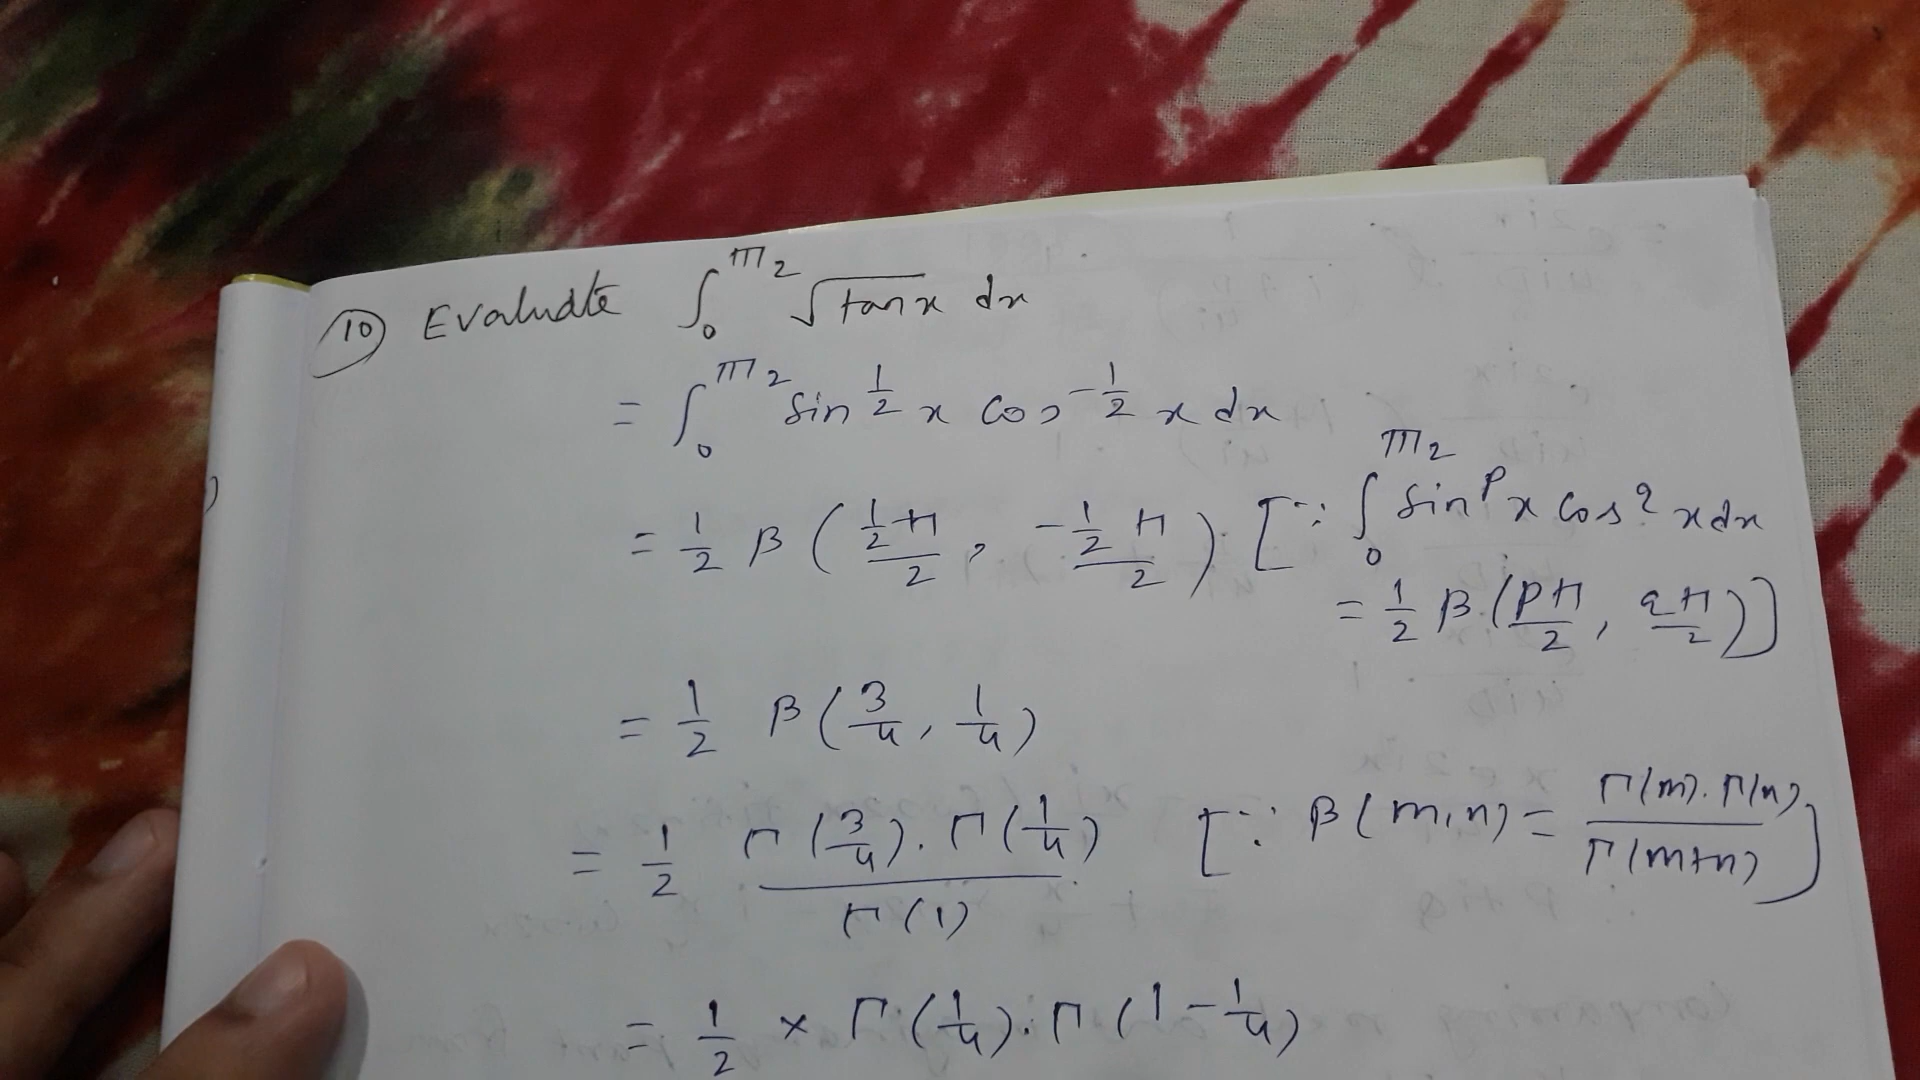 10) Evaluate ∫₀^{π/2} √tan x dx
= ∫₀^{π/2} sin^{1/2} x cos^{-1/2} x dx
= 1/2 β ( (1/2+1)/2 , (-1/2+1)/2 ) [∵ ∫₀^{π/2} sin^p x cos^q x dx
= 1/2 β ( (p+1)/2 , (q+1)/2 ) ]
= 1/2 β ( 3/4 , 1/4 )
= 1/2 Γ(3/4) . Γ(1/4) / Γ(1) [∵ β(m,n) = Γ(m) . Γ(n) / Γ(m+n) ]
= 1/2 × Γ(1/4) . Γ(1 - 1/4)